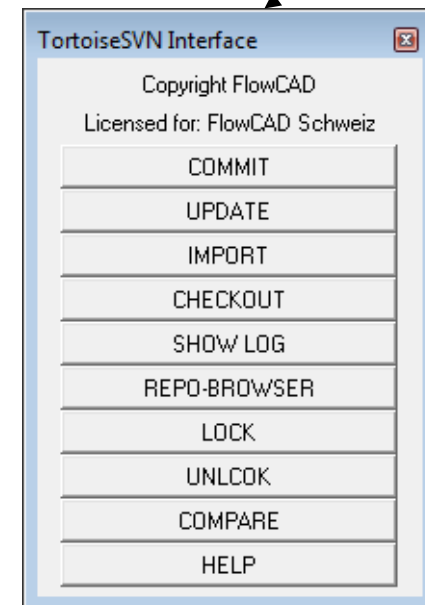 TortoiseSVN Interface
Copyright FlowCAD
Licensed for: FlowCAD Schweiz
COMMIT
UPDATE
IMPORT
CHECKOUT
SHOW LOG
REPO-BROWSER
LOCK
UNLCOK
COMPARE
HELP